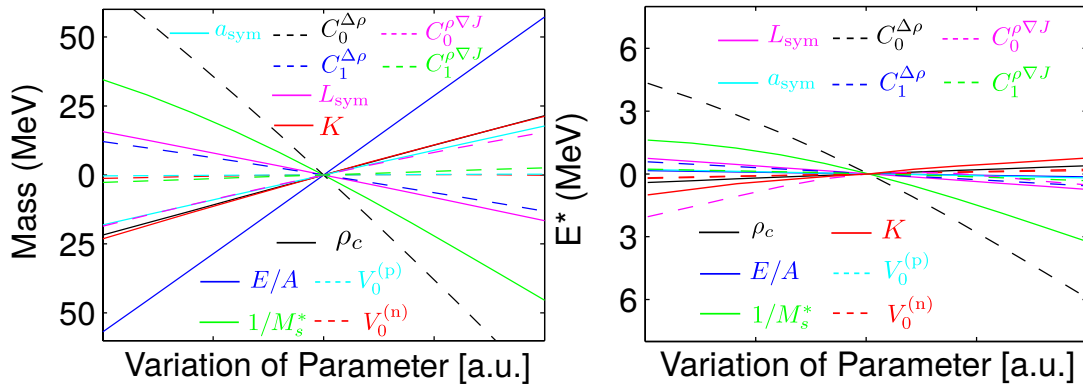 50
25
0
25
50
Mass (MeV)
a_sym
C_0^{Δρ}
C_0^{ρ∇J}
C_1^{Δρ}
C_1^{ρ∇J}
L_sym
K
ρ_c
E/A
V_0^{(p)}
1/M_s^*
V_0^{(n)}
Variation of Parameter [a.u.]
6
3
0
3
6
E* (MeV)
L_sym
C_0^{Δρ}
C_0^{ρ∇J}
a_sym
C_1^{Δρ}
C_1^{ρ∇J}
ρ_c
K
E/A
V_0^{(p)}
1/M_s^*
V_0^{(n)}
Variation of Parameter [a.u.]